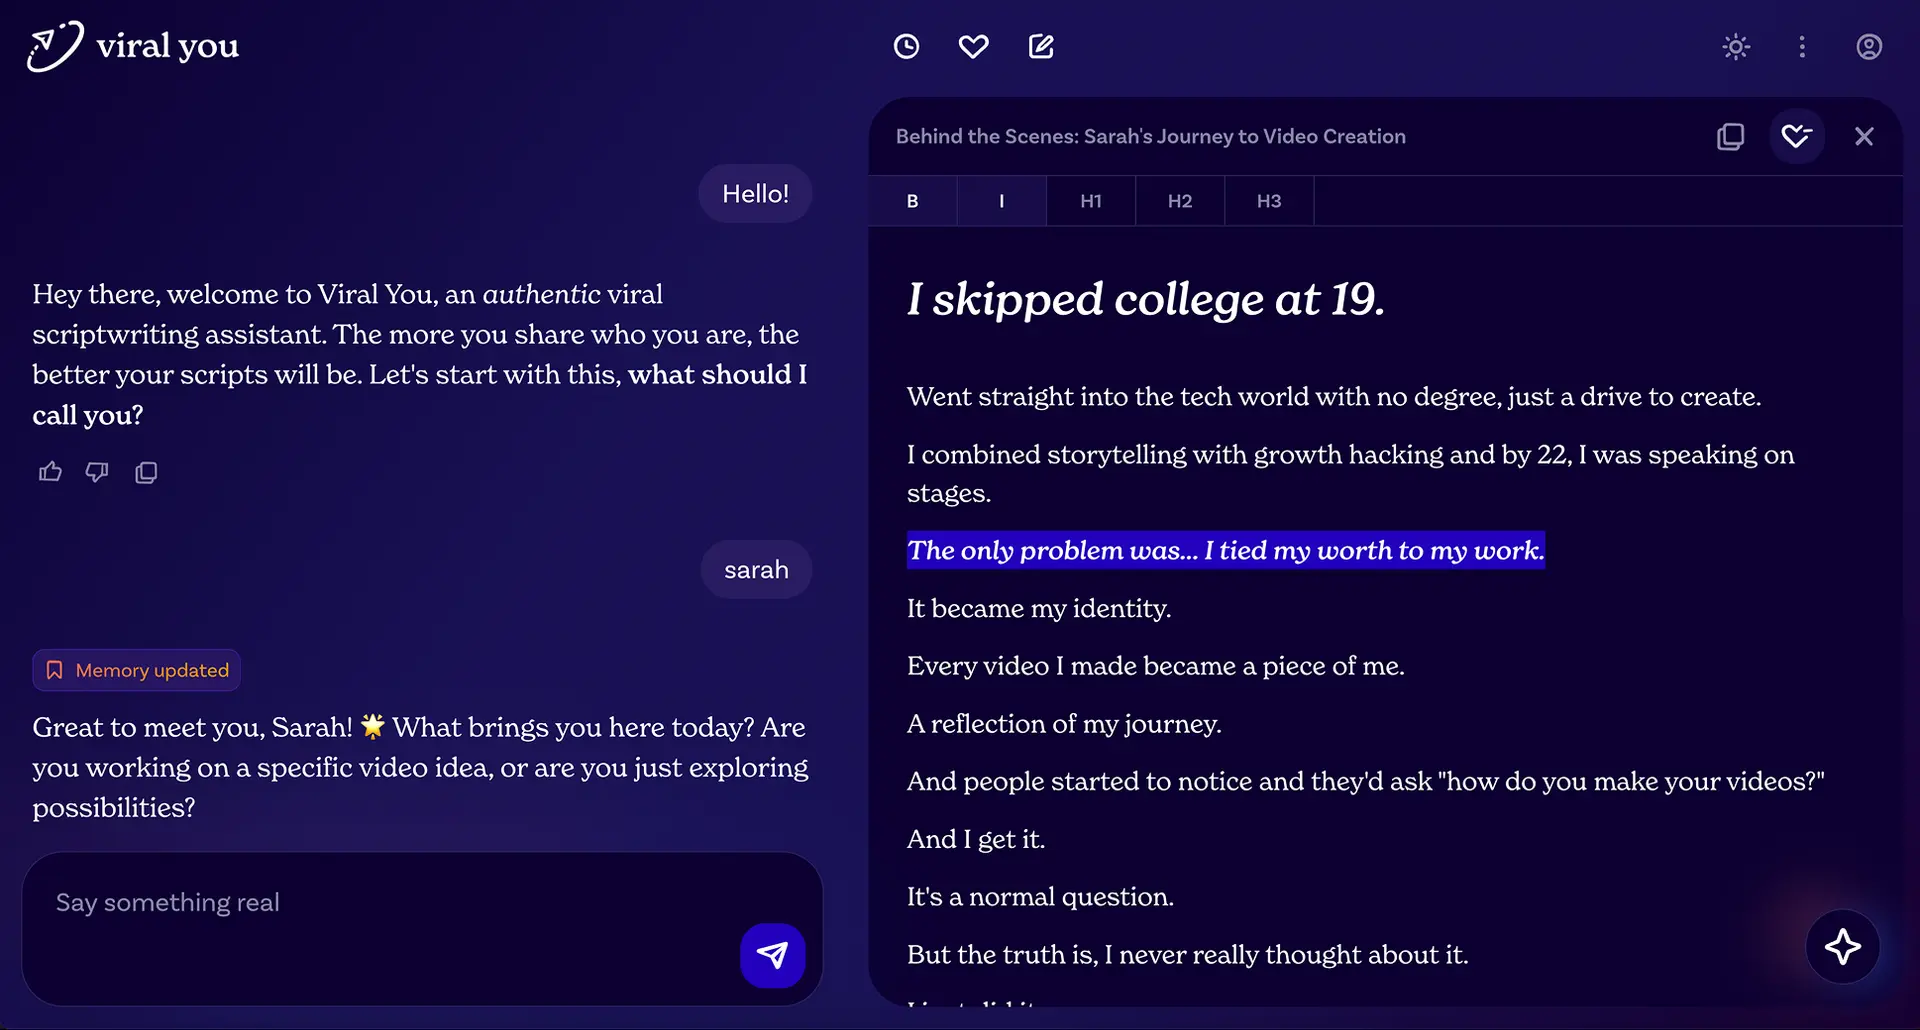 viral you
Hello!
Hey there, welcome to Viral You, an authentic viral
scriptwriting assistant. The more you share who you are, the
better your scripts will be. Let's start with this, what should I
call you?
sarah
Memory updated
Great to meet you, Sarah! 🌟 What brings you here today? Are
you working on a specific video idea, or are you just exploring
possibilities?
Say something real
Behind the Scenes: Sarah's Journey to Video Creation
B I H1 H2 H3
I skipped college at 19.
Went straight into the tech world with no degree, just a drive to create.
I combined storytelling with growth hacking and by 22, I was speaking on
stages.
The only problem was... I tied my worth to my work.
It became my identity.
Every video I made became a piece of me.
A reflection of my journey.
And people started to notice and they'd ask "how do you make your videos?"
And I get it.
It's a normal question.
But the truth is, I never really thought about it.